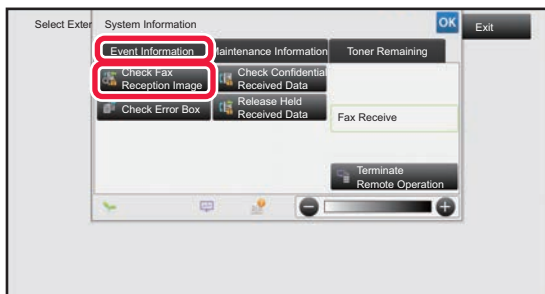 Select Exter
System Information
OK
Exit
Event Information
Maintenance Information
Toner Remaining
Check Fax
Reception Image
Check Confidential
Received Data
Check Error Box
Release Held
Received Data
Fax Receive
Terminate
Remote Operation